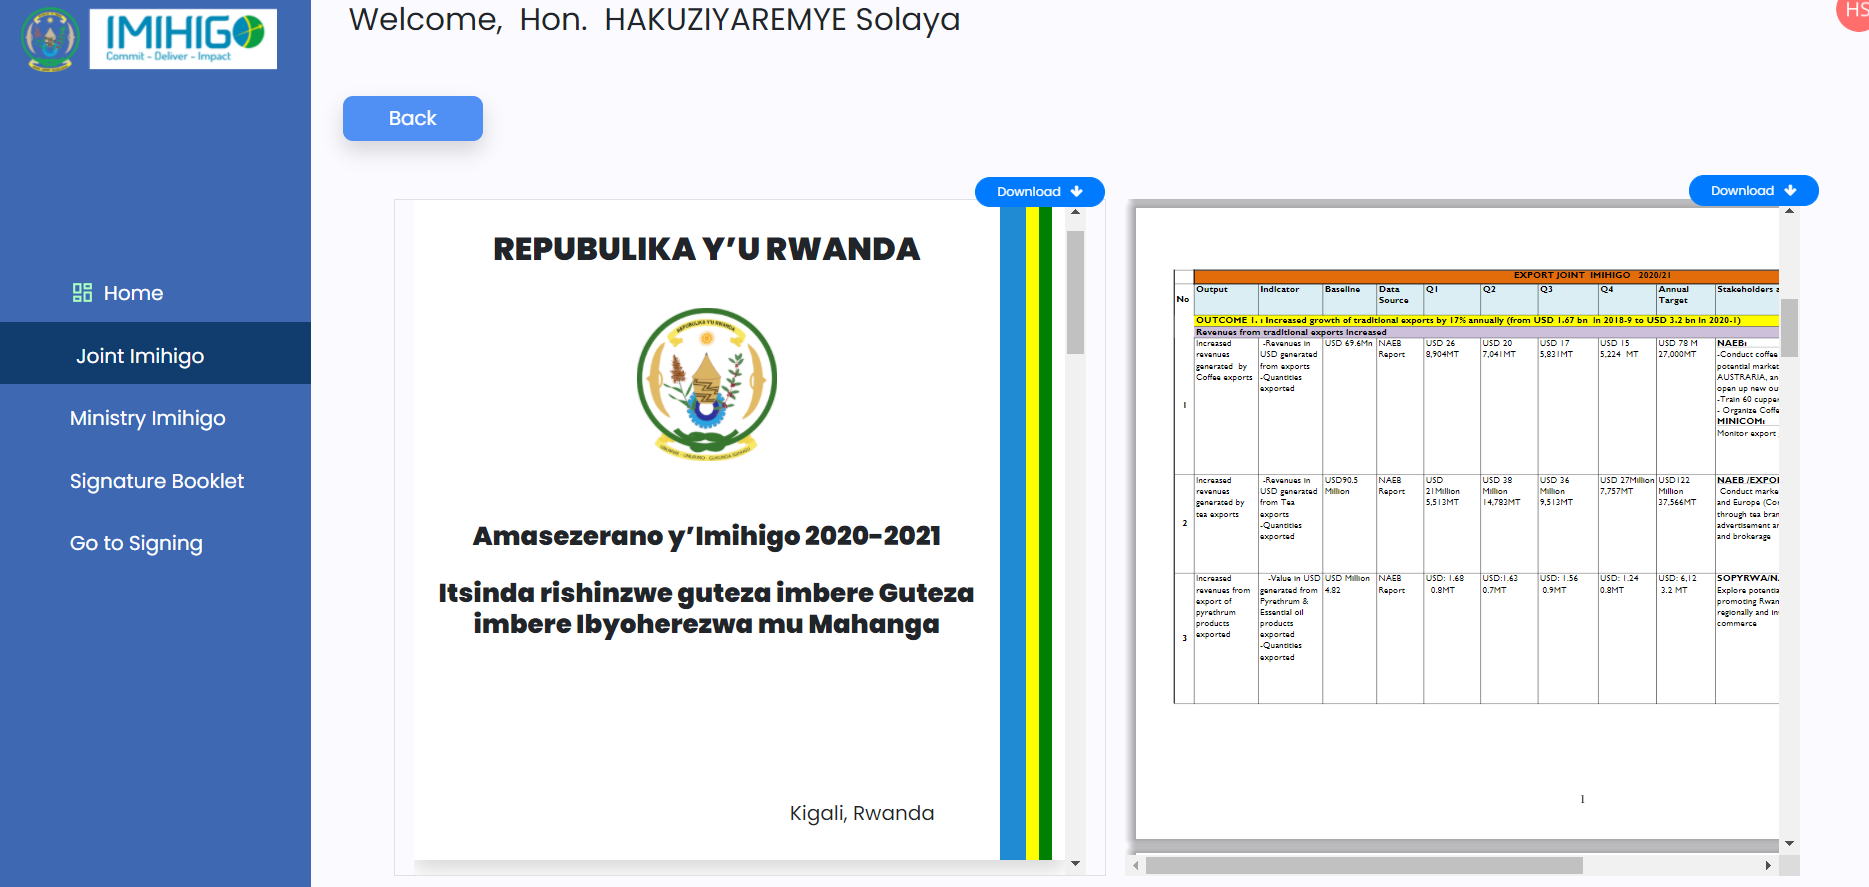 IMIHIGO
Commit - Deliver - Impact
Welcome, Hon. HAKUZIYAREMYE Solaya
HS
Back
Home
Joint Imihigo
Ministry Imihigo
Signature Booklet
Go to Signing
Download
REPUBULIKA Y'U RWANDA
REPUBULIKA Y'U RWANDA
Amasezerano y'Imihigo 2020-2021
Itsinda rishinzwe guteza imbere Guteza
imbere Ibyoherezwa mu Mahanga
Kigali, Rwanda
Download
EXPORT JOINT IMIHIGO 2020/21
No Output Indicator Baseline Data Source Q1 Q2 Q3 Q4 Annual Target Stakeholders a
OUTCOME 1. : Increased growth of traditional exports by 17% annually (from USD 1.67 bn in 2018-9 to USD 3.2 bn in 2020-1)
Revenues from traditional exports increased
1
Increased revenues generated by Coffee exports
-Revenues in USD generated from exports -Quantities exported
USD 69.6Mn
NAEB Report
USD 26 8,904MT
USD 20 7,041MT
USD 17 5,831MT
USD 15 5,224 MT
USD 78 M 27,000MT
NAEB:
-Conduct coffee
potential market
AUSTRARIA, an
open up new ou
-Train 60 cupper
- Organize Coffe
MINICOM:
Monitor export
2
Increased revenues generated by tea exports
-Revenues in USD generated from Tea exports -Quantities exported
USD90.5 Million
NAEB Report
USD 21Million 5,513MT
USD 38 Million 14,783MT
USD 36 Million 9,513MT
USD 27Million 7,757MT
USD122 Million 37,566MT
NAEB /EXPOI
Conduct marke
and Europe (Co
through tea bran
advertisement ar
and brokerage
3
Increased revenues from export of pyrethrum products exported
-Value in USD generated from Pyrethrum & Essential oil products exported -Quantities exported
USD Million 4.82
NAEB Report
USD: 1.68 0.8MT
USD:1.63 0.7MT
USD: 1.56 0.9MT
USD: 1.24 0.8MT
USD: 6,12 3.2 MT
SOPYRWA/N.
Explore potentia
promoting Rwan
regionally and in
commerce
1